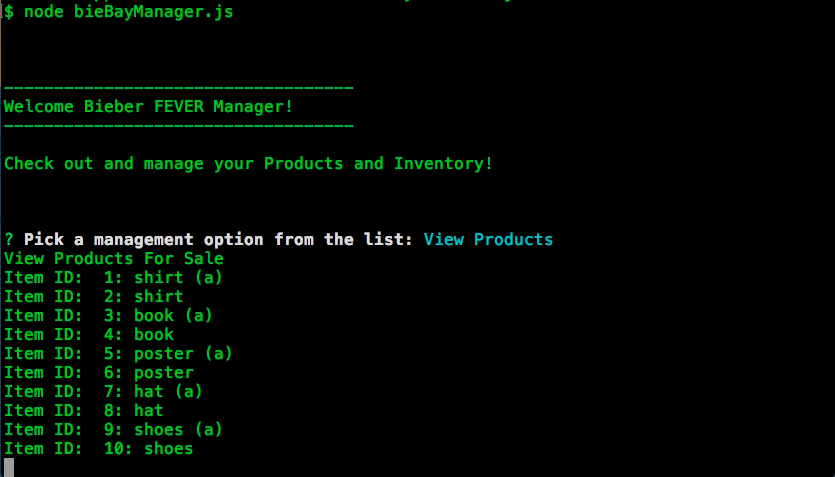 $ node bieBayManager.js
-----------------------------------
Welcome Bieber FEVER Manager!
-----------------------------------
Check out and manage your Products and Inventory!
? Pick a management option from the list: View Products
View Products For Sale
Item ID:  1: shirt (a)
Item ID:  2: shirt
Item ID:  3: book (a)
Item ID:  4: book
Item ID:  5: poster (a)
Item ID:  6: poster
Item ID:  7: hat (a)
Item ID:  8: hat
Item ID:  9: shoes (a)
Item ID:  10: shoes